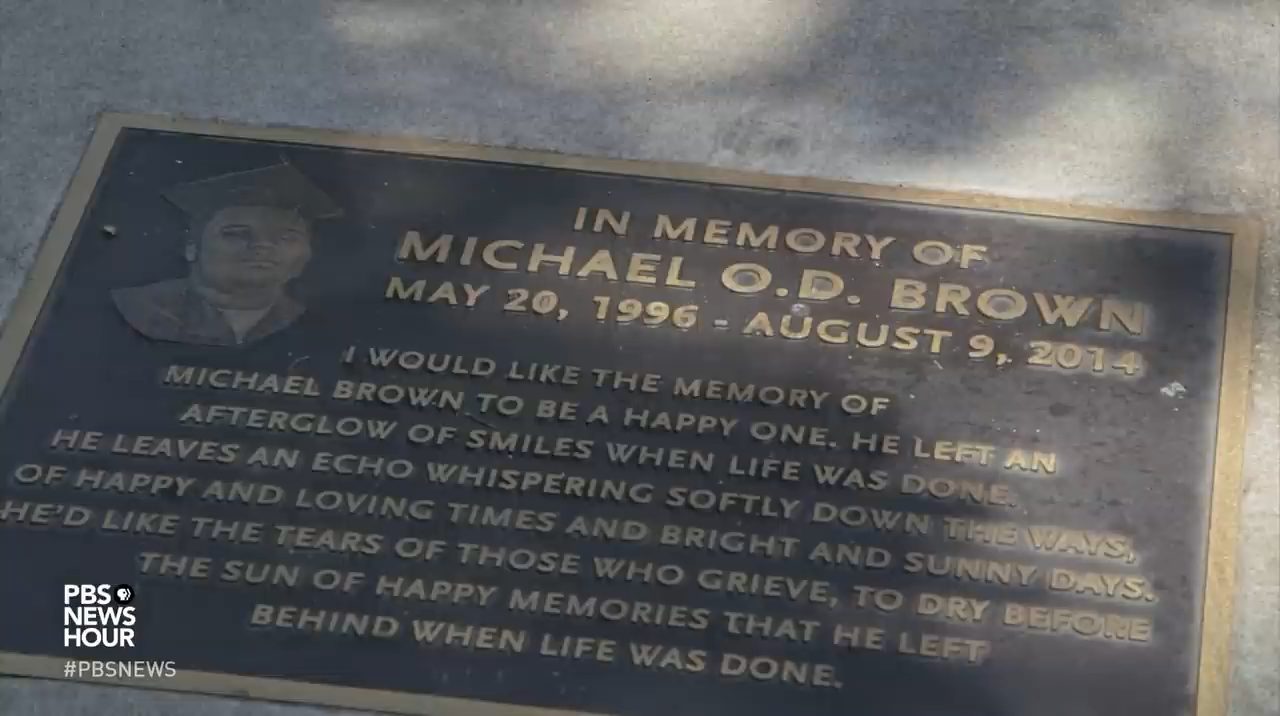 IN MEMORY OF
MICHAEL O.D. BROWN
MAY 20, 1996 - AUGUST 9, 2014
I WOULD LIKE THE MEMORY OF
MICHAEL BROWN TO BE A HAPPY ONE. HE LEFT AN
AFTERGLOW OF SMILES WHEN LIFE WAS DONE.
HE LEAVES AN ECHO WHISPERING SOFTLY DOWN THE WAYS,
OF HAPPY AND LOVING TIMES AND BRIGHT AND SUNNY DAYS.
HE'D LIKE THE TEARS OF THOSE WHO GRIEVE, TO DRY BEFORE
THE SUN OF HAPPY MEMORIES THAT HE LEFT
BEHIND WHEN LIFE WAS DONE.
PBS
NEWS
HOUR
#PBSNEWS